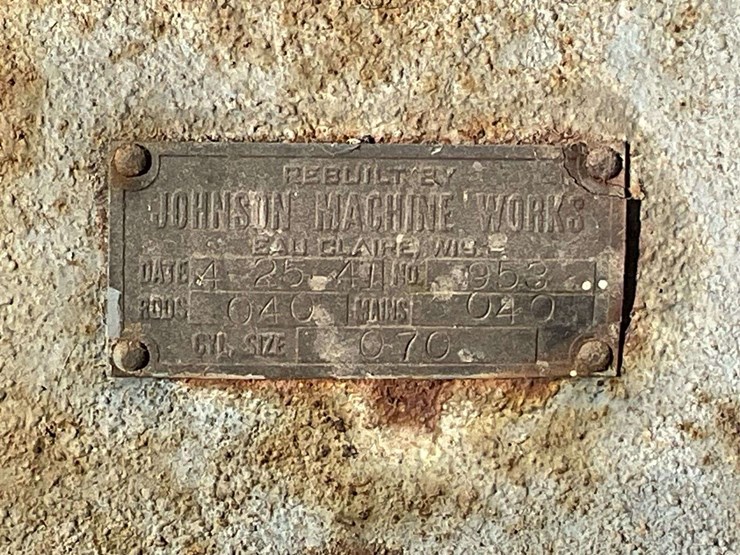 REBUILT BY
JOHNSON MACHINE WORKS
EAU CLAIRE, WIS.
DATE 4-25-41 NO. 953
RODS 040 MAINS 040
CYL. SIZE 070